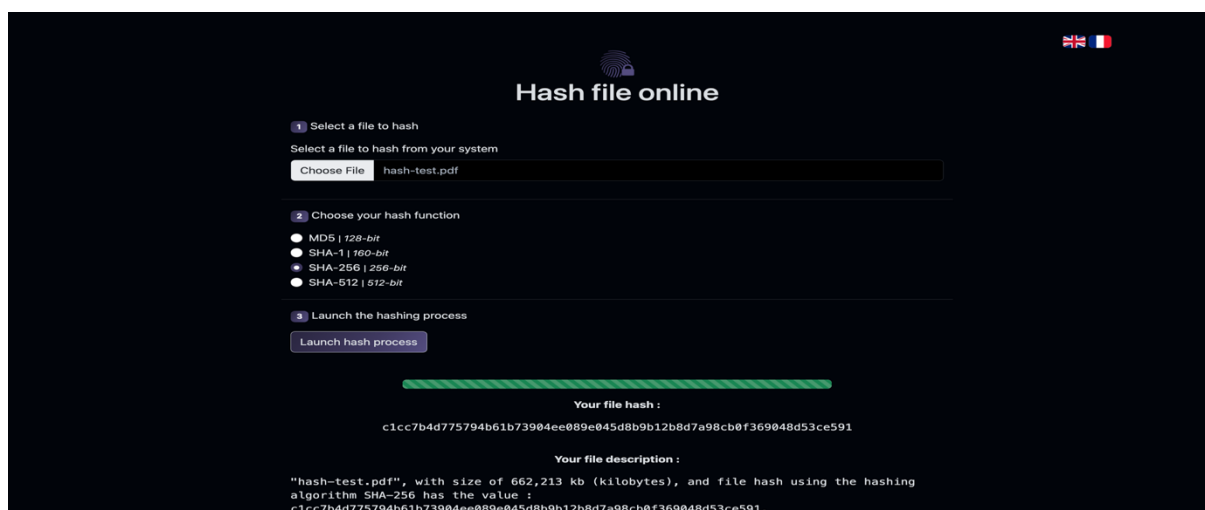 Hash file online
1 Select a file to hash
Select a file to hash from your system
Choose File hash-test.pdf
2 Choose your hash function
MD5 | 128-bit
SHA-1 | 160-bit
SHA-256 | 256-bit
SHA-512 | 512-bit
3 Launch the hashing process
Launch hash process
Your file hash :
c1cc7b4d775794b61b73904ee089e045d8b9b12b8d7a98cb0f369048d53ce591
Your file description :
"hash-test.pdf", with size of 662,213 kb (kilobytes), and file hash using the hashing
algorithm SHA-256 has the value :
c1cc7b4d775794b61b73904ee089e045d8b9b12b8d7a98cb0f369048d53ce591